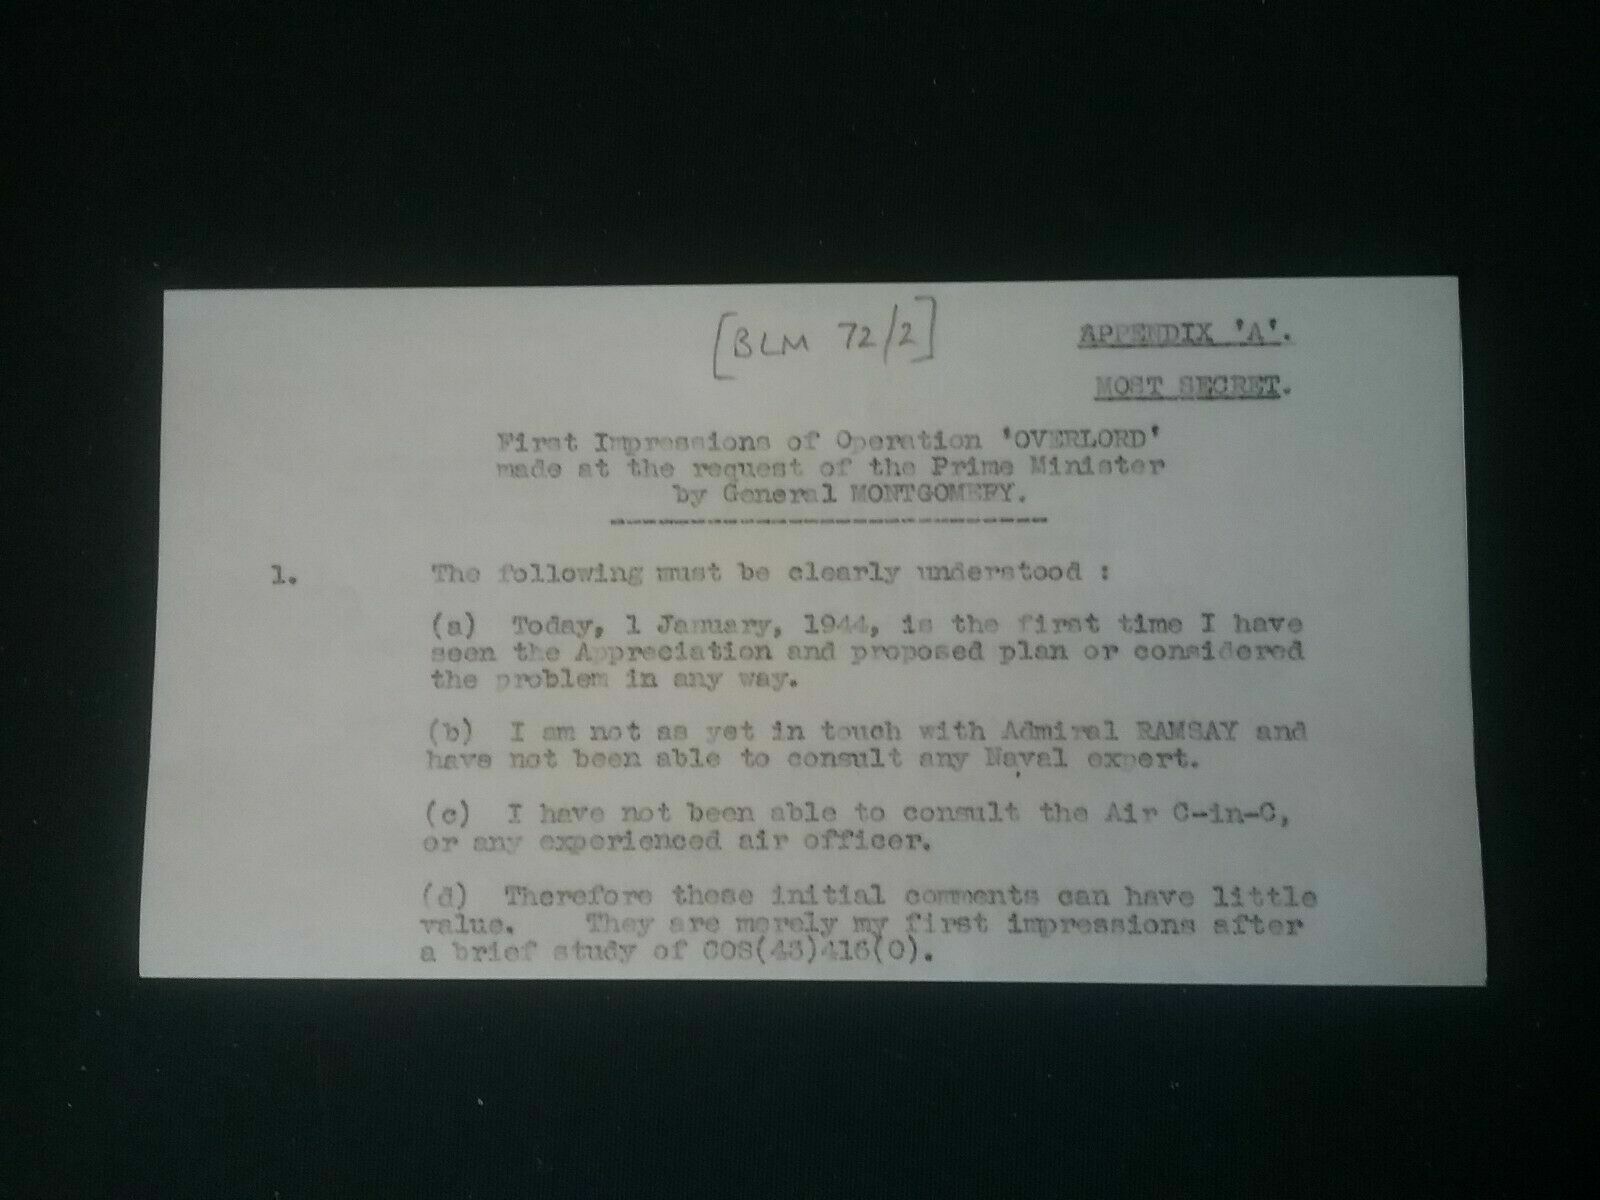 [BLM 72/2]
APPENDIX 'A'.
MOST SECRET.
First Impressions of Operation 'OVERLORD'
made at the request of the Prime Minister
by General MONTGOMERY.
1. The following must be clearly understood :
(a) Today, 1 January, 1944, is the first time I have
seen the Appreciation and proposed plan or considered
the problem in any way.
(b) I am not as yet in touch with Admiral RAMSAY and
have not been able to consult any Naval expert.
(c) I have not been able to consult the Air C-in-C,
or any experienced air officer.
(d) Therefore these initial comments can have little
value. They are merely my first impressions after
a brief study of COS(43)416(O).